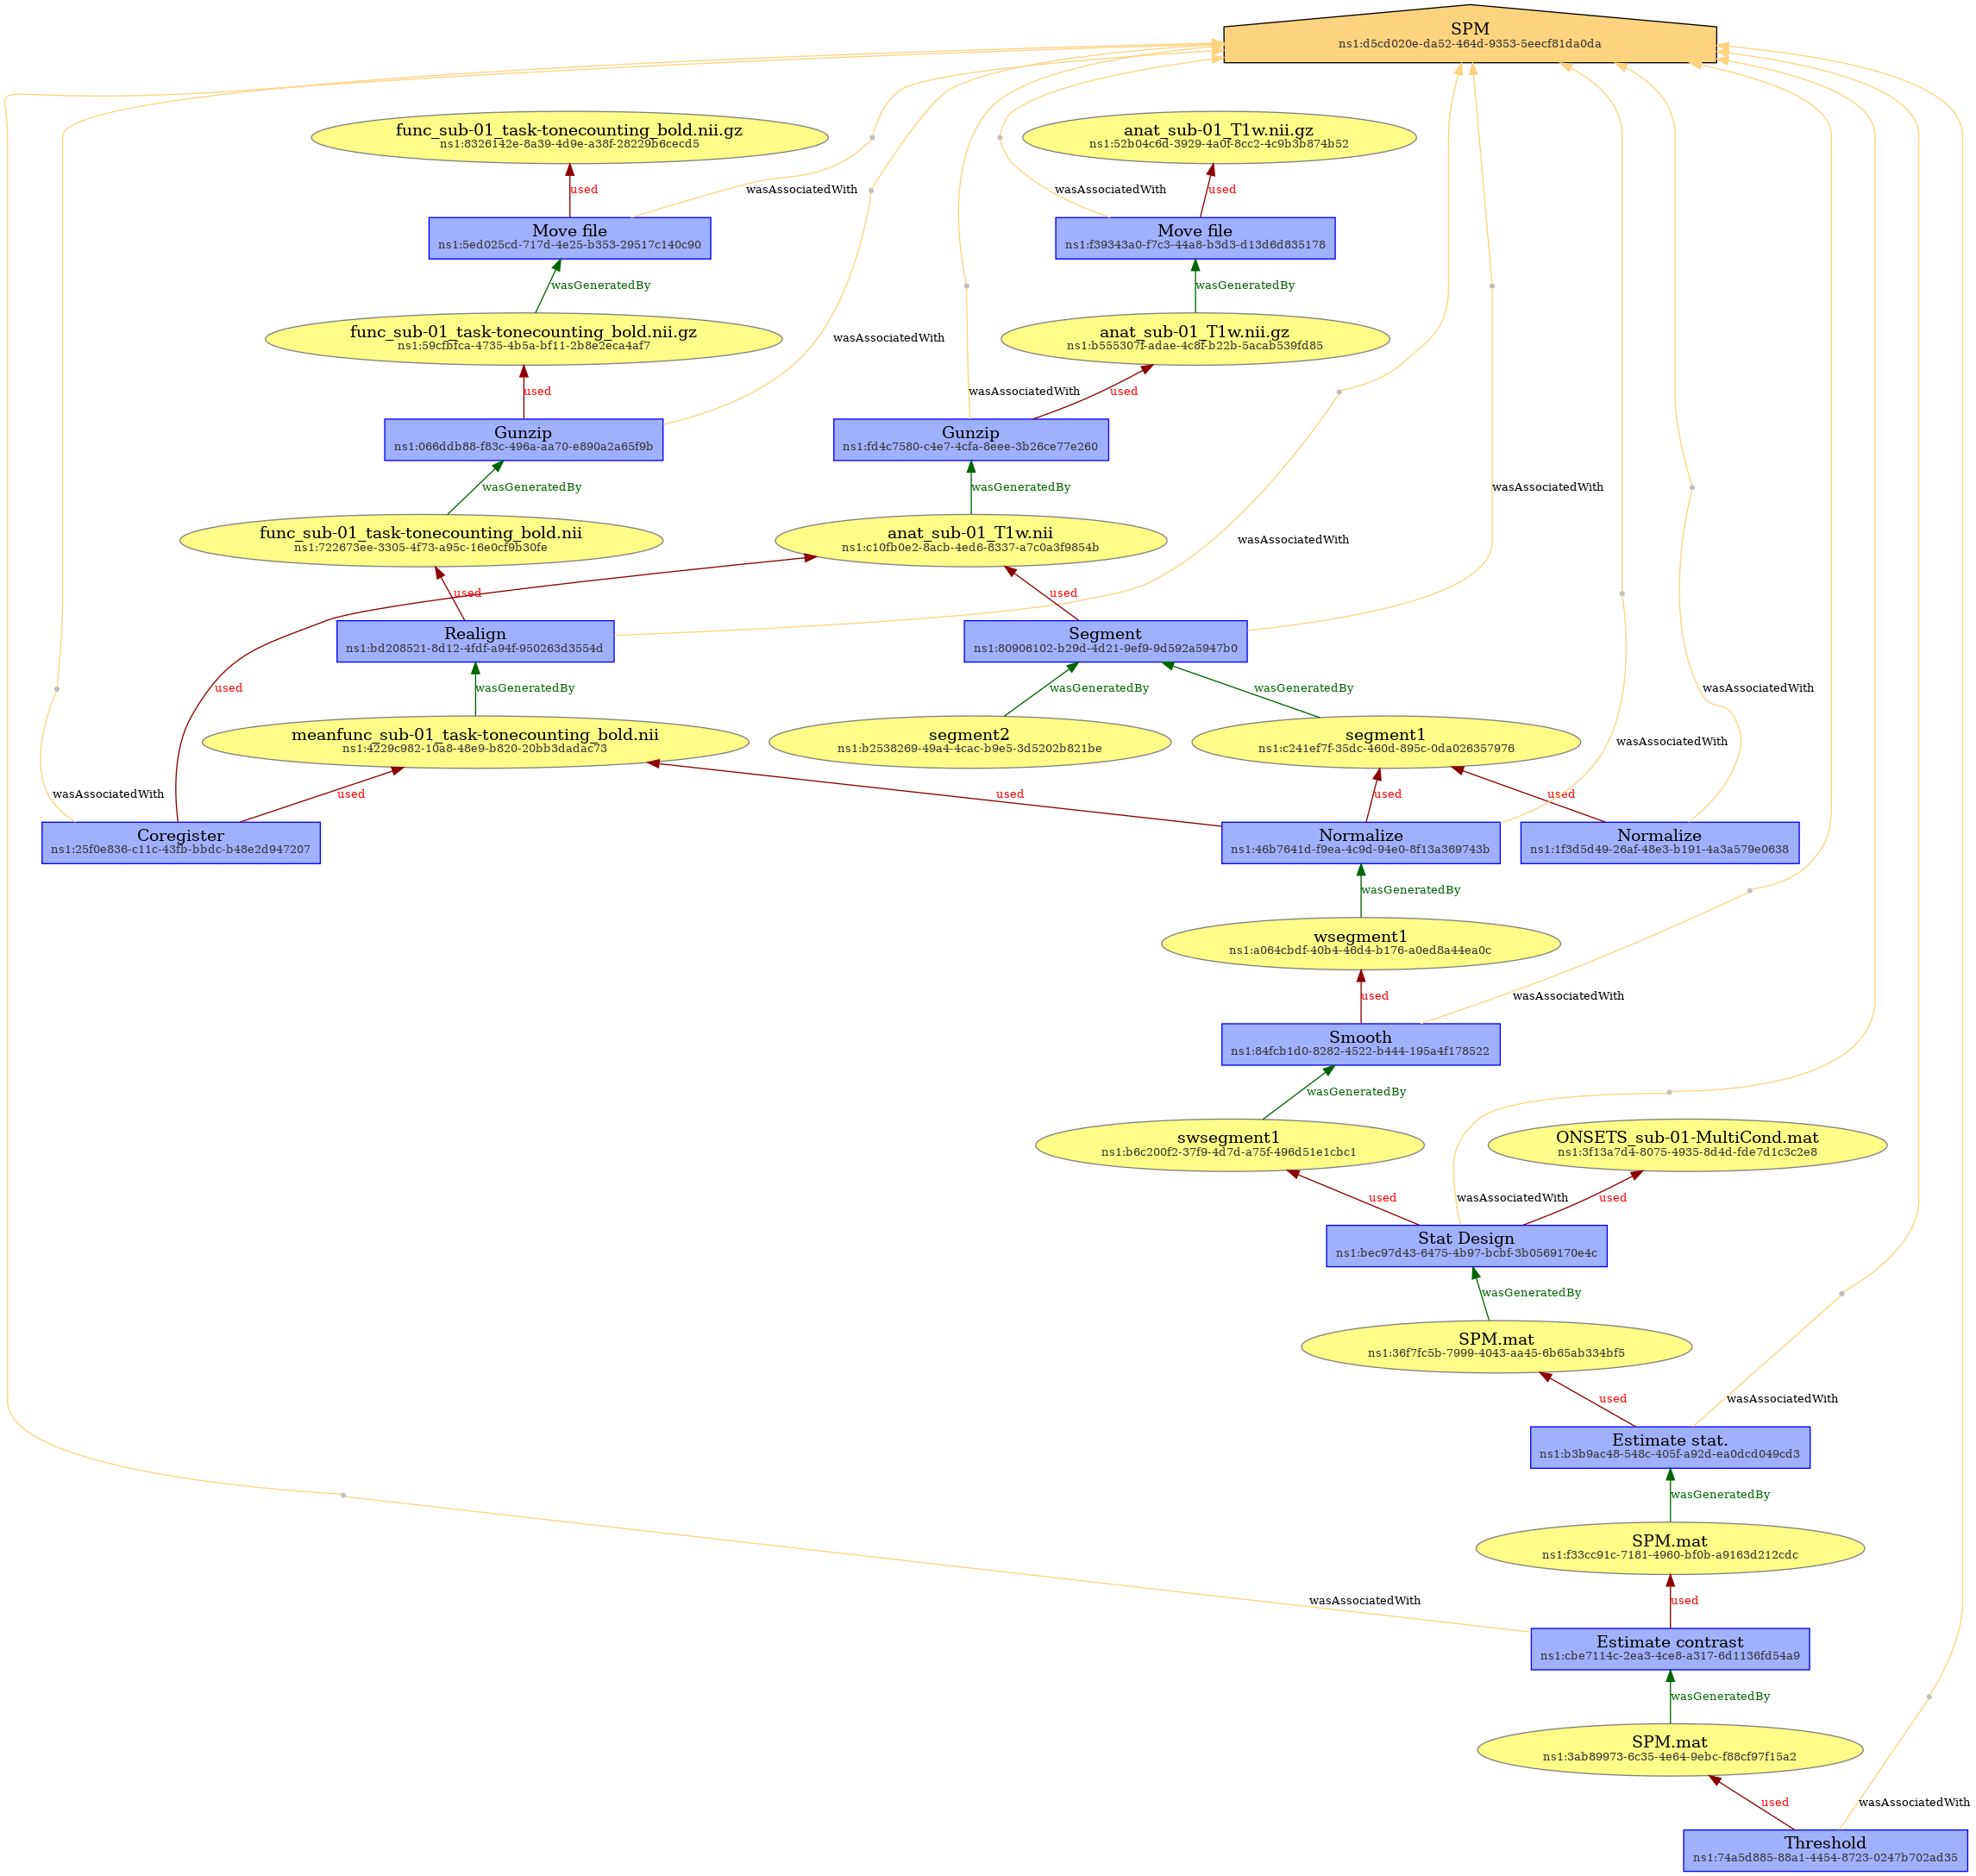 SPM
ns1:d5cd020e-da52-464d-9353-5eecf81da0da
func_sub-01_task-tonecounting_bold.nii.gz
ns1:8326142e-8a39-4d9e-a38f-28229b6cecd5
anat_sub-01_T1w.nii.gz
ns1:52b04c6d-3929-4a0f-8cc2-4c9b3b874b52
used
wasAssociatedWith
wasAssociatedWith
used
Move file
ns1:5ed025cd-717d-4e25-b353-29517c140c90
Move file
ns1:f39343a0-f7c3-44a8-b3d3-d13d6d835178
wasGeneratedBy
wasGeneratedBy
func_sub-01_task-tonecounting_bold.nii.gz
ns1:59cfbfca-4735-4b5a-bf11-2b8e2eca4af7
wasAssociatedWith
anat_sub-01_T1w.nii.gz
ns1:b555307f-adae-4c8f-b22b-5acab539fd85
used
wasAssociatedWith
used
Gunzip
ns1:066ddb88-f83c-496a-aa70-e890a2a65f9b
Gunzip
ns1:fd4c7580-c4e7-4cfa-8eee-3b26ce77e260
wasGeneratedBy
wasGeneratedBy
wasAssociatedWith
func_sub-01_task-tonecounting_bold.nii
ns1:722673ee-3305-4f73-a95c-16e0cf9b30fe
anat_sub-01_T1w.nii
ns1:c10fb0e2-8acb-4ed6-8337-a7c0a3f9854b
wasAssociatedWith
used
used
Realign
ns1:bd208521-8d12-4fdf-a94f-950263d3554d
Segment
ns1:80906102-b29d-4d21-9ef9-9d592a5947b0
used
wasGeneratedBy
wasGeneratedBy
wasGeneratedBy
wasAssociatedWith
meanfunc_sub-01_task-tonecounting_bold.nii
ns1:4229c982-10a8-48e9-b820-20bb3dadac73
segment2
ns1:b2538269-49a4-4cac-b9e5-3d5202b821be
segment1
ns1:c241ef7f-35dc-460d-895c-0da026357976
wasAssociatedWith
wasAssociatedWith
used
used
used
used
Coregister
ns1:25f0e836-c11c-43fb-bbdc-b48e2d947207
Normalize
ns1:46b7641d-f9ea-4c9d-94e0-8f13a369743b
Normalize
ns1:1f3d5d49-26af-48e3-b191-4a3a579e0638
wasGeneratedBy
wsegment1
ns1:a064cbdf-40b4-46d4-b176-a0ed8a44ea0c
used
wasAssociatedWith
Smooth
ns1:84fcb1d0-8282-4522-b444-195a4f178522
wasGeneratedBy
swsegment1
ns1:b6c200f2-37f9-4d7d-a75f-496d51e1cbc1
ONSETS_sub-01-MultiCond.mat
ns1:3f13a7d4-8075-4935-8d4d-fde7d1c3c2e8
used
wasAssociatedWith
used
Stat Design
ns1:bec97d43-6475-4b97-bcbf-3b0569170e4c
wasGeneratedBy
SPM.mat
ns1:36f7fc5b-7999-4043-aa45-6b65ab334bf5
used
wasAssociatedWith
Estimate stat.
ns1:b3b9ac48-548c-405f-a92d-ea0dcd049cd3
wasGeneratedBy
SPM.mat
ns1:f33cc91c-7181-4960-bf0b-a9163d212cdc
wasAssociatedWith
used
Estimate contrast
ns1:cbe7114c-2ea3-4ce8-a317-6d1136fd54a9
wasGeneratedBy
SPM.mat
ns1:3ab89973-6c35-4e64-9ebc-f88cf97f15a2
used
wasAssociatedWith
Threshold
ns1:74a5d885-88a1-4454-8723-0247b702ad35